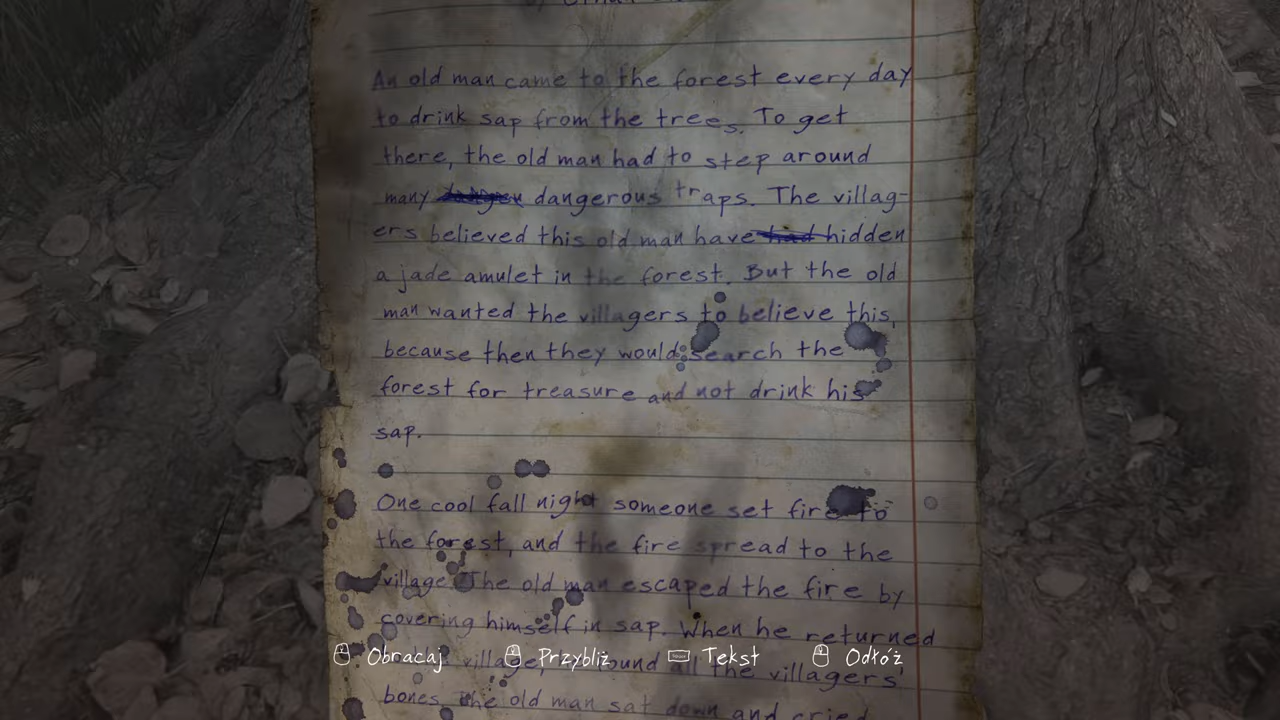 An old man came to the forest every day
to drink sap from the trees. To get
there, the old man had to step around
many dangerous traps. The villag-
ers believed this old man have had hidden
a jade amulet in the forest. But the old
man wanted the villagers to believe this,
because then they would search the
forest for treasure and not drink his
sap.
One cool fall night someone set fire to
the forest, and the fire spread to the
village. The old man escaped the fire by
covering himself in sap. When he returned
village, found all the villagers'
bones. The old man sat down and cried
Obracaj Przybliż Tekst Odłóż